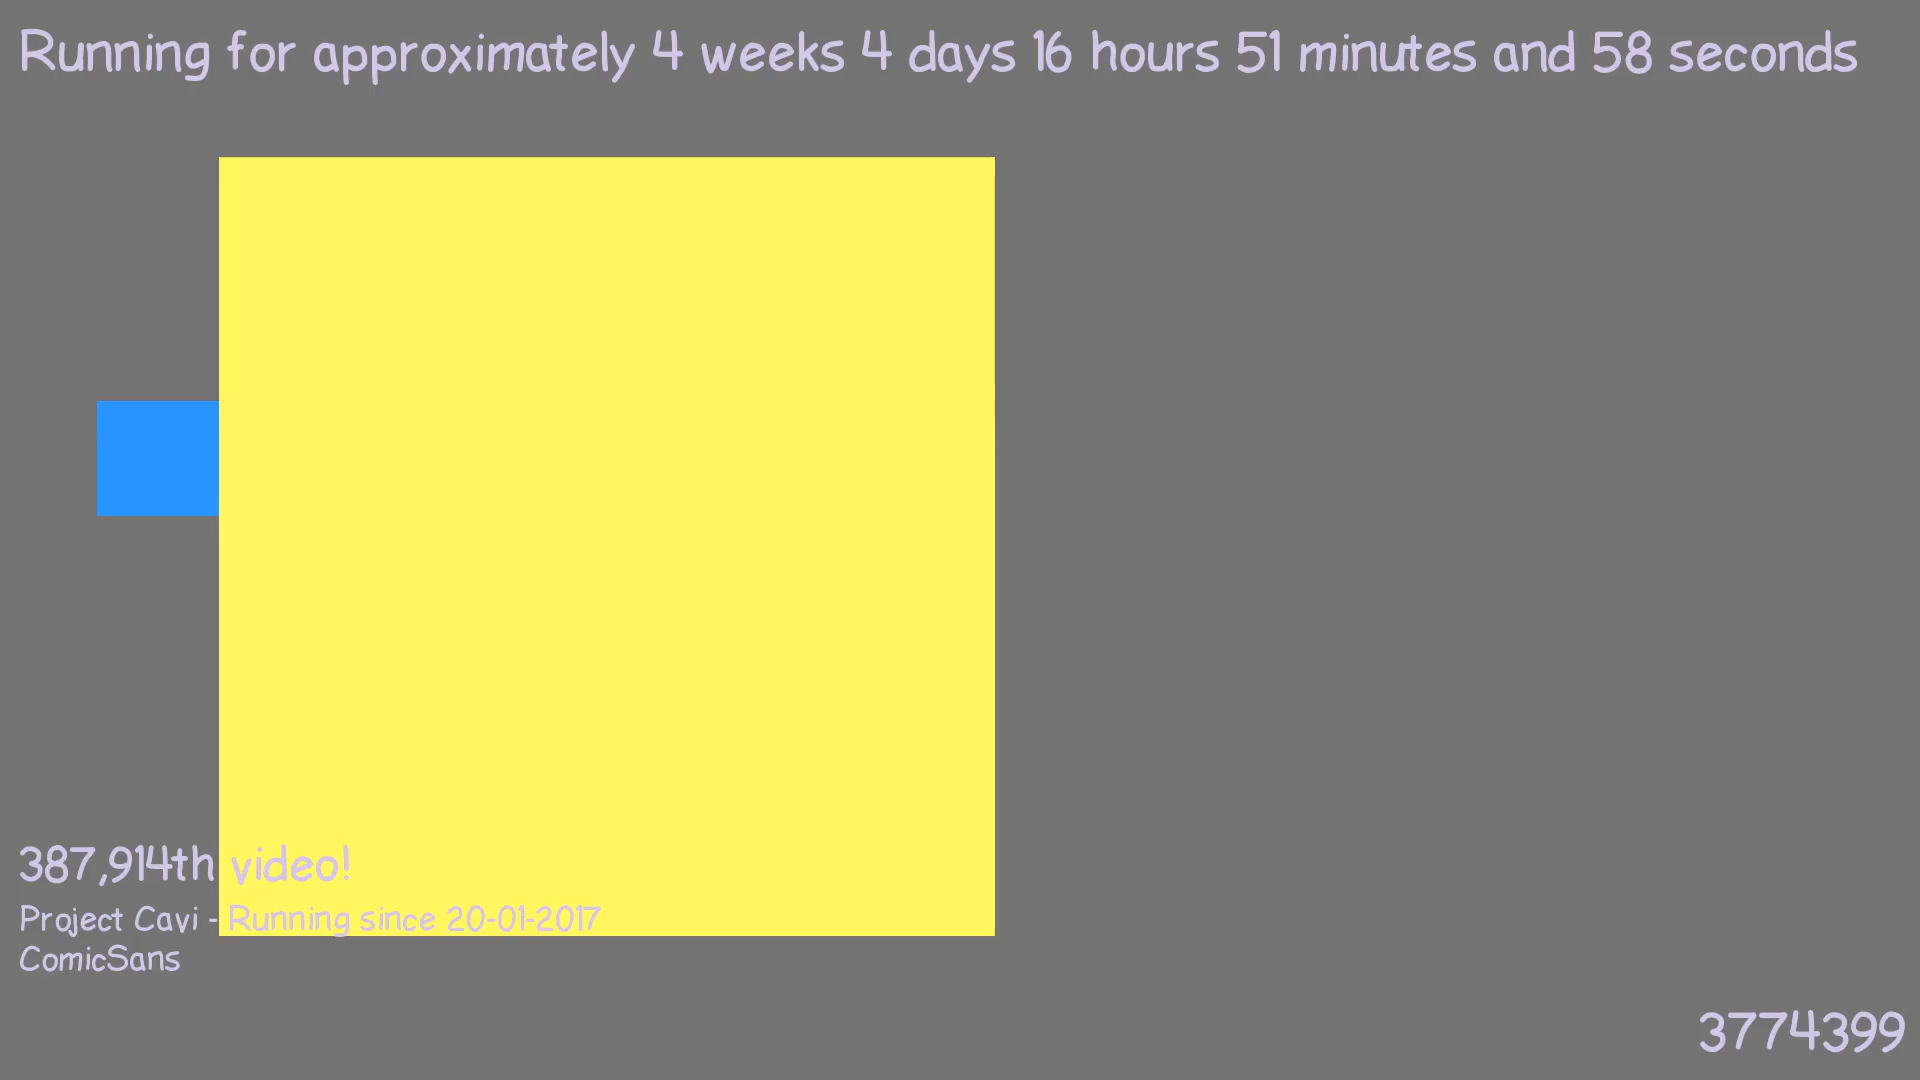 Running for approximately 4 weeks 4 days 16 hours 51 minutes and 58 seconds
387,914th video!
Project Cavi - Running since 20-01-2017
ComicSans
3774399